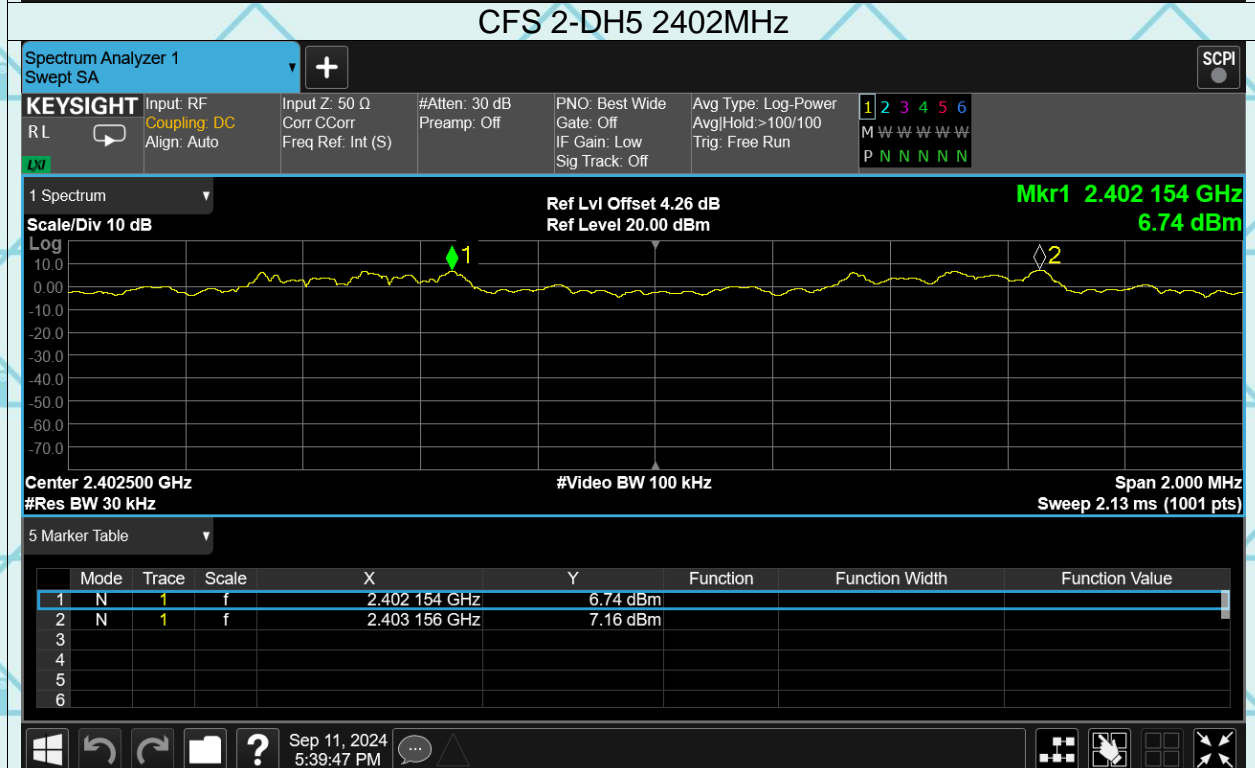 CFS 2-DH5 2402MHz
Spectrum Analyzer 1
Swept SA
SCPI
KEYSIGHT
R L
LXI
Input: RF
Coupling: DC
Align: Auto
Input Z: 50 Ω
Corr CCorr
Freq Ref: Int (S)
#Atten: 30 dB
Preamp: Off
PNO: Best Wide
Gate: Off
IF Gain: Low
Sig Track: Off
Avg Type: Log-Power
Avg|Hold:>100/100
Trig: Free Run
1 2 3 4 5 6
M W W W W W
P N N N N N
1 Spectrum
Scale/Div 10 dB
Ref Lvl Offset 4.26 dB
Ref Level 20.00 dBm
Mkr1 2.402 154 GHz
6.74 dBm
Log
10.0
0.00
-10.0
-20.0
-30.0
-40.0
-50.0
-60.0
-70.0
1
2
Center 2.402500 GHz
#Res BW 30 kHz
#Video BW 100 kHz
Span 2.000 MHz
Sweep 2.13 ms (1001 pts)
5 Marker Table
Mode Trace Scale X Y Function Function Width Function Value
1 N 1 f 2.402 154 GHz 6.74 dBm
2 N 1 f 2.403 156 GHz 7.16 dBm
3
4
5
6
?
Sep 11, 2024
5:39:47 PM